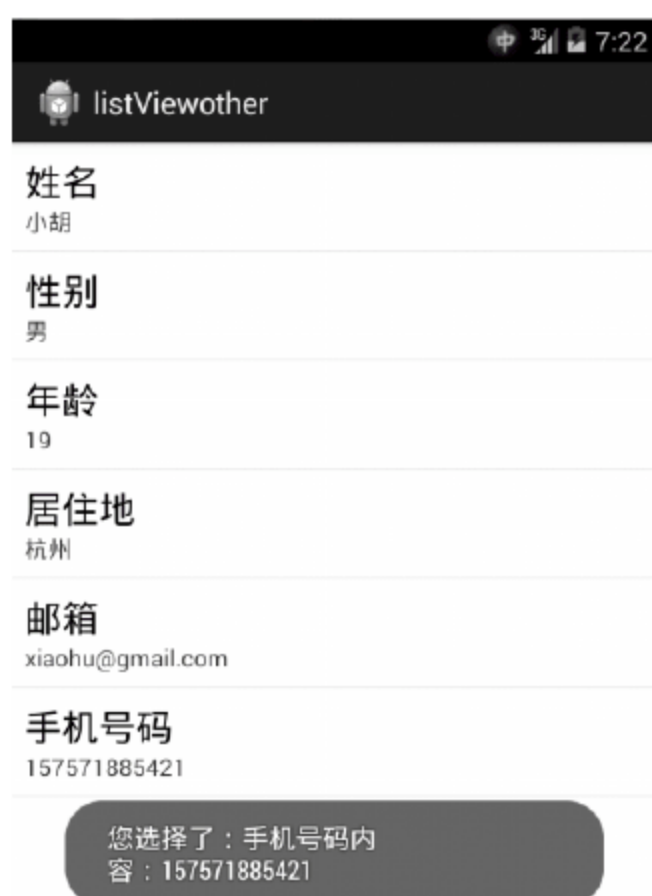 中 3G 7:22
listViewother
姓名
小胡
性别
男
年龄
19
居住地
杭州
邮箱
xiaohu@gmail.com
手机号码
157571885421
您选择了：手机号码内
容：157571885421